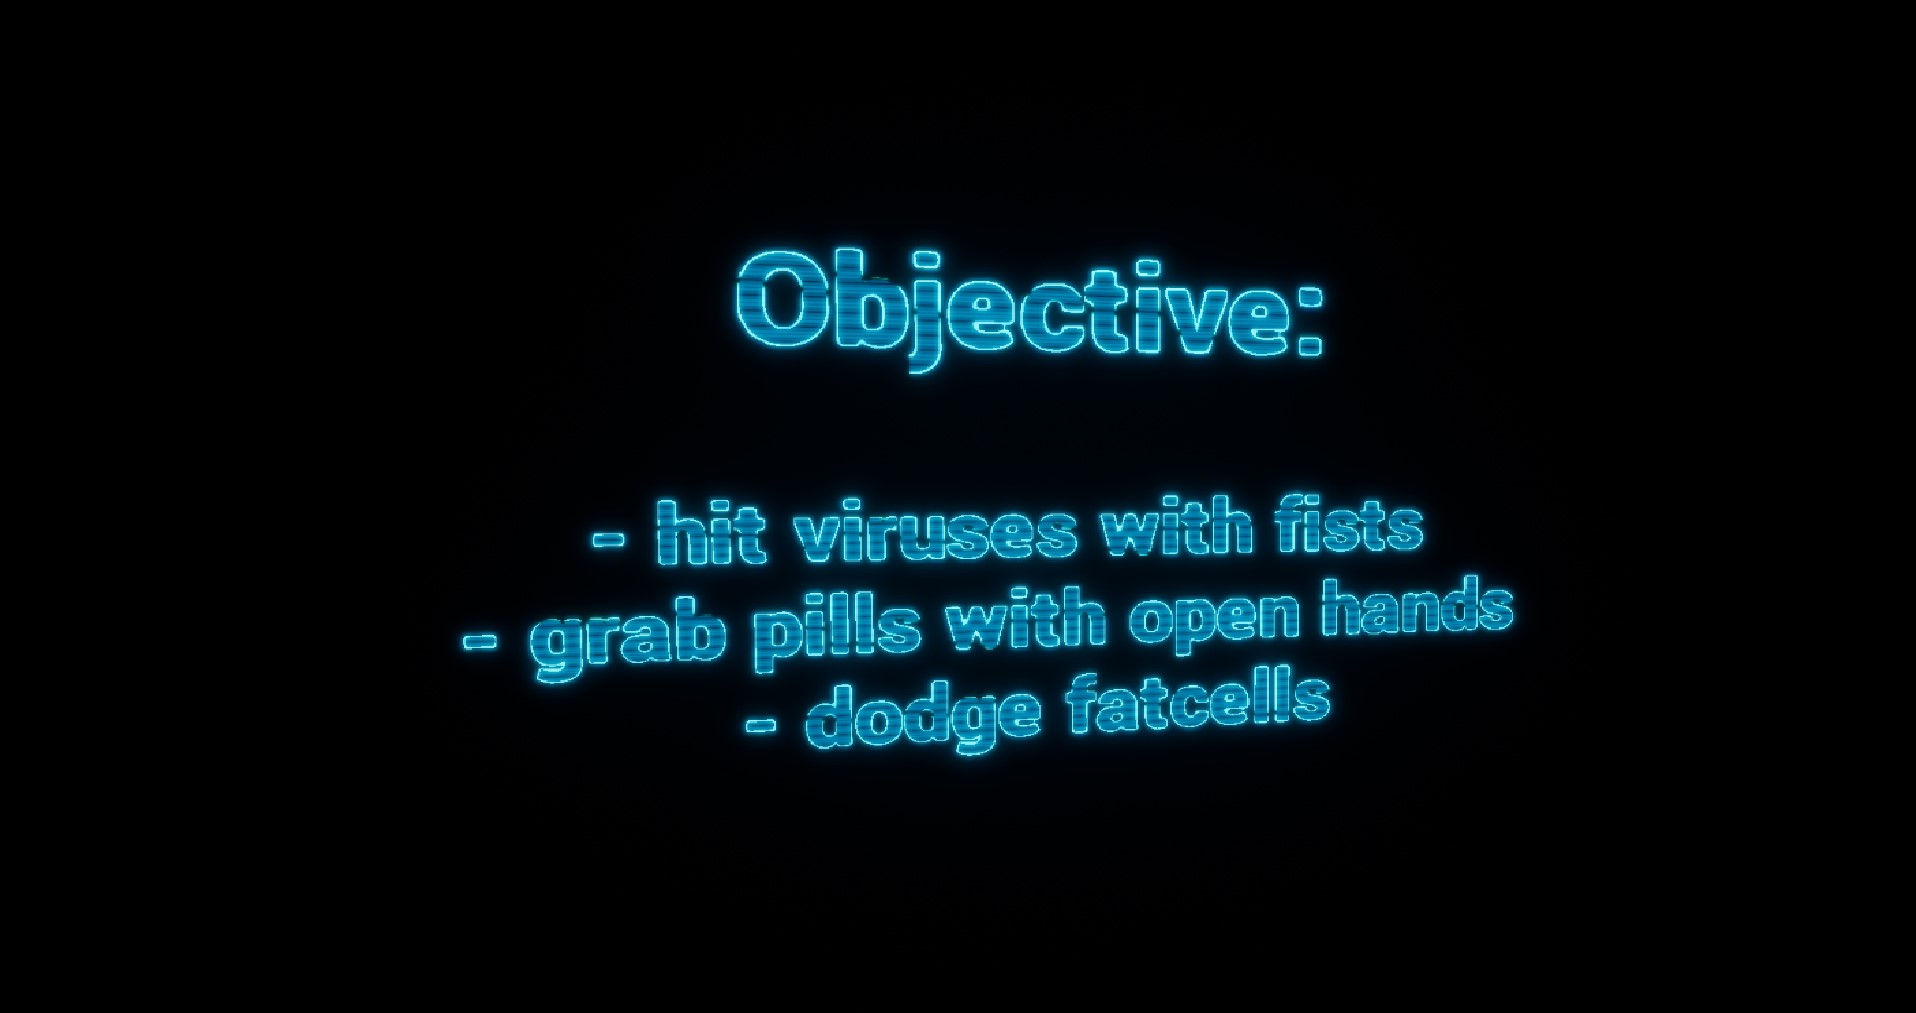 Objective:
- hit viruses with fists
- grab pills with open hands
- dodge fatcells